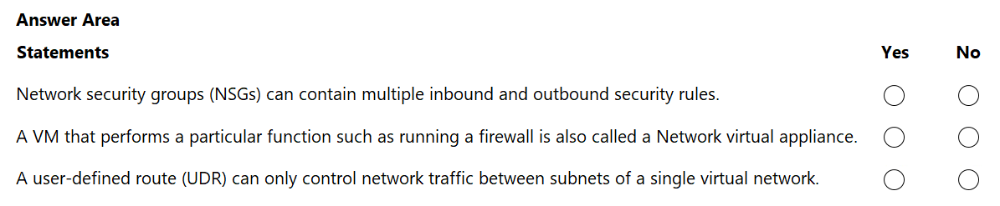 Answer Area
Statements Yes No
Network security groups (NSGs) can contain multiple inbound and outbound security rules.
A VM that performs a particular function such as running a firewall is also called a Network virtual appliance.
A user-defined route (UDR) can only control network traffic between subnets of a single virtual network.